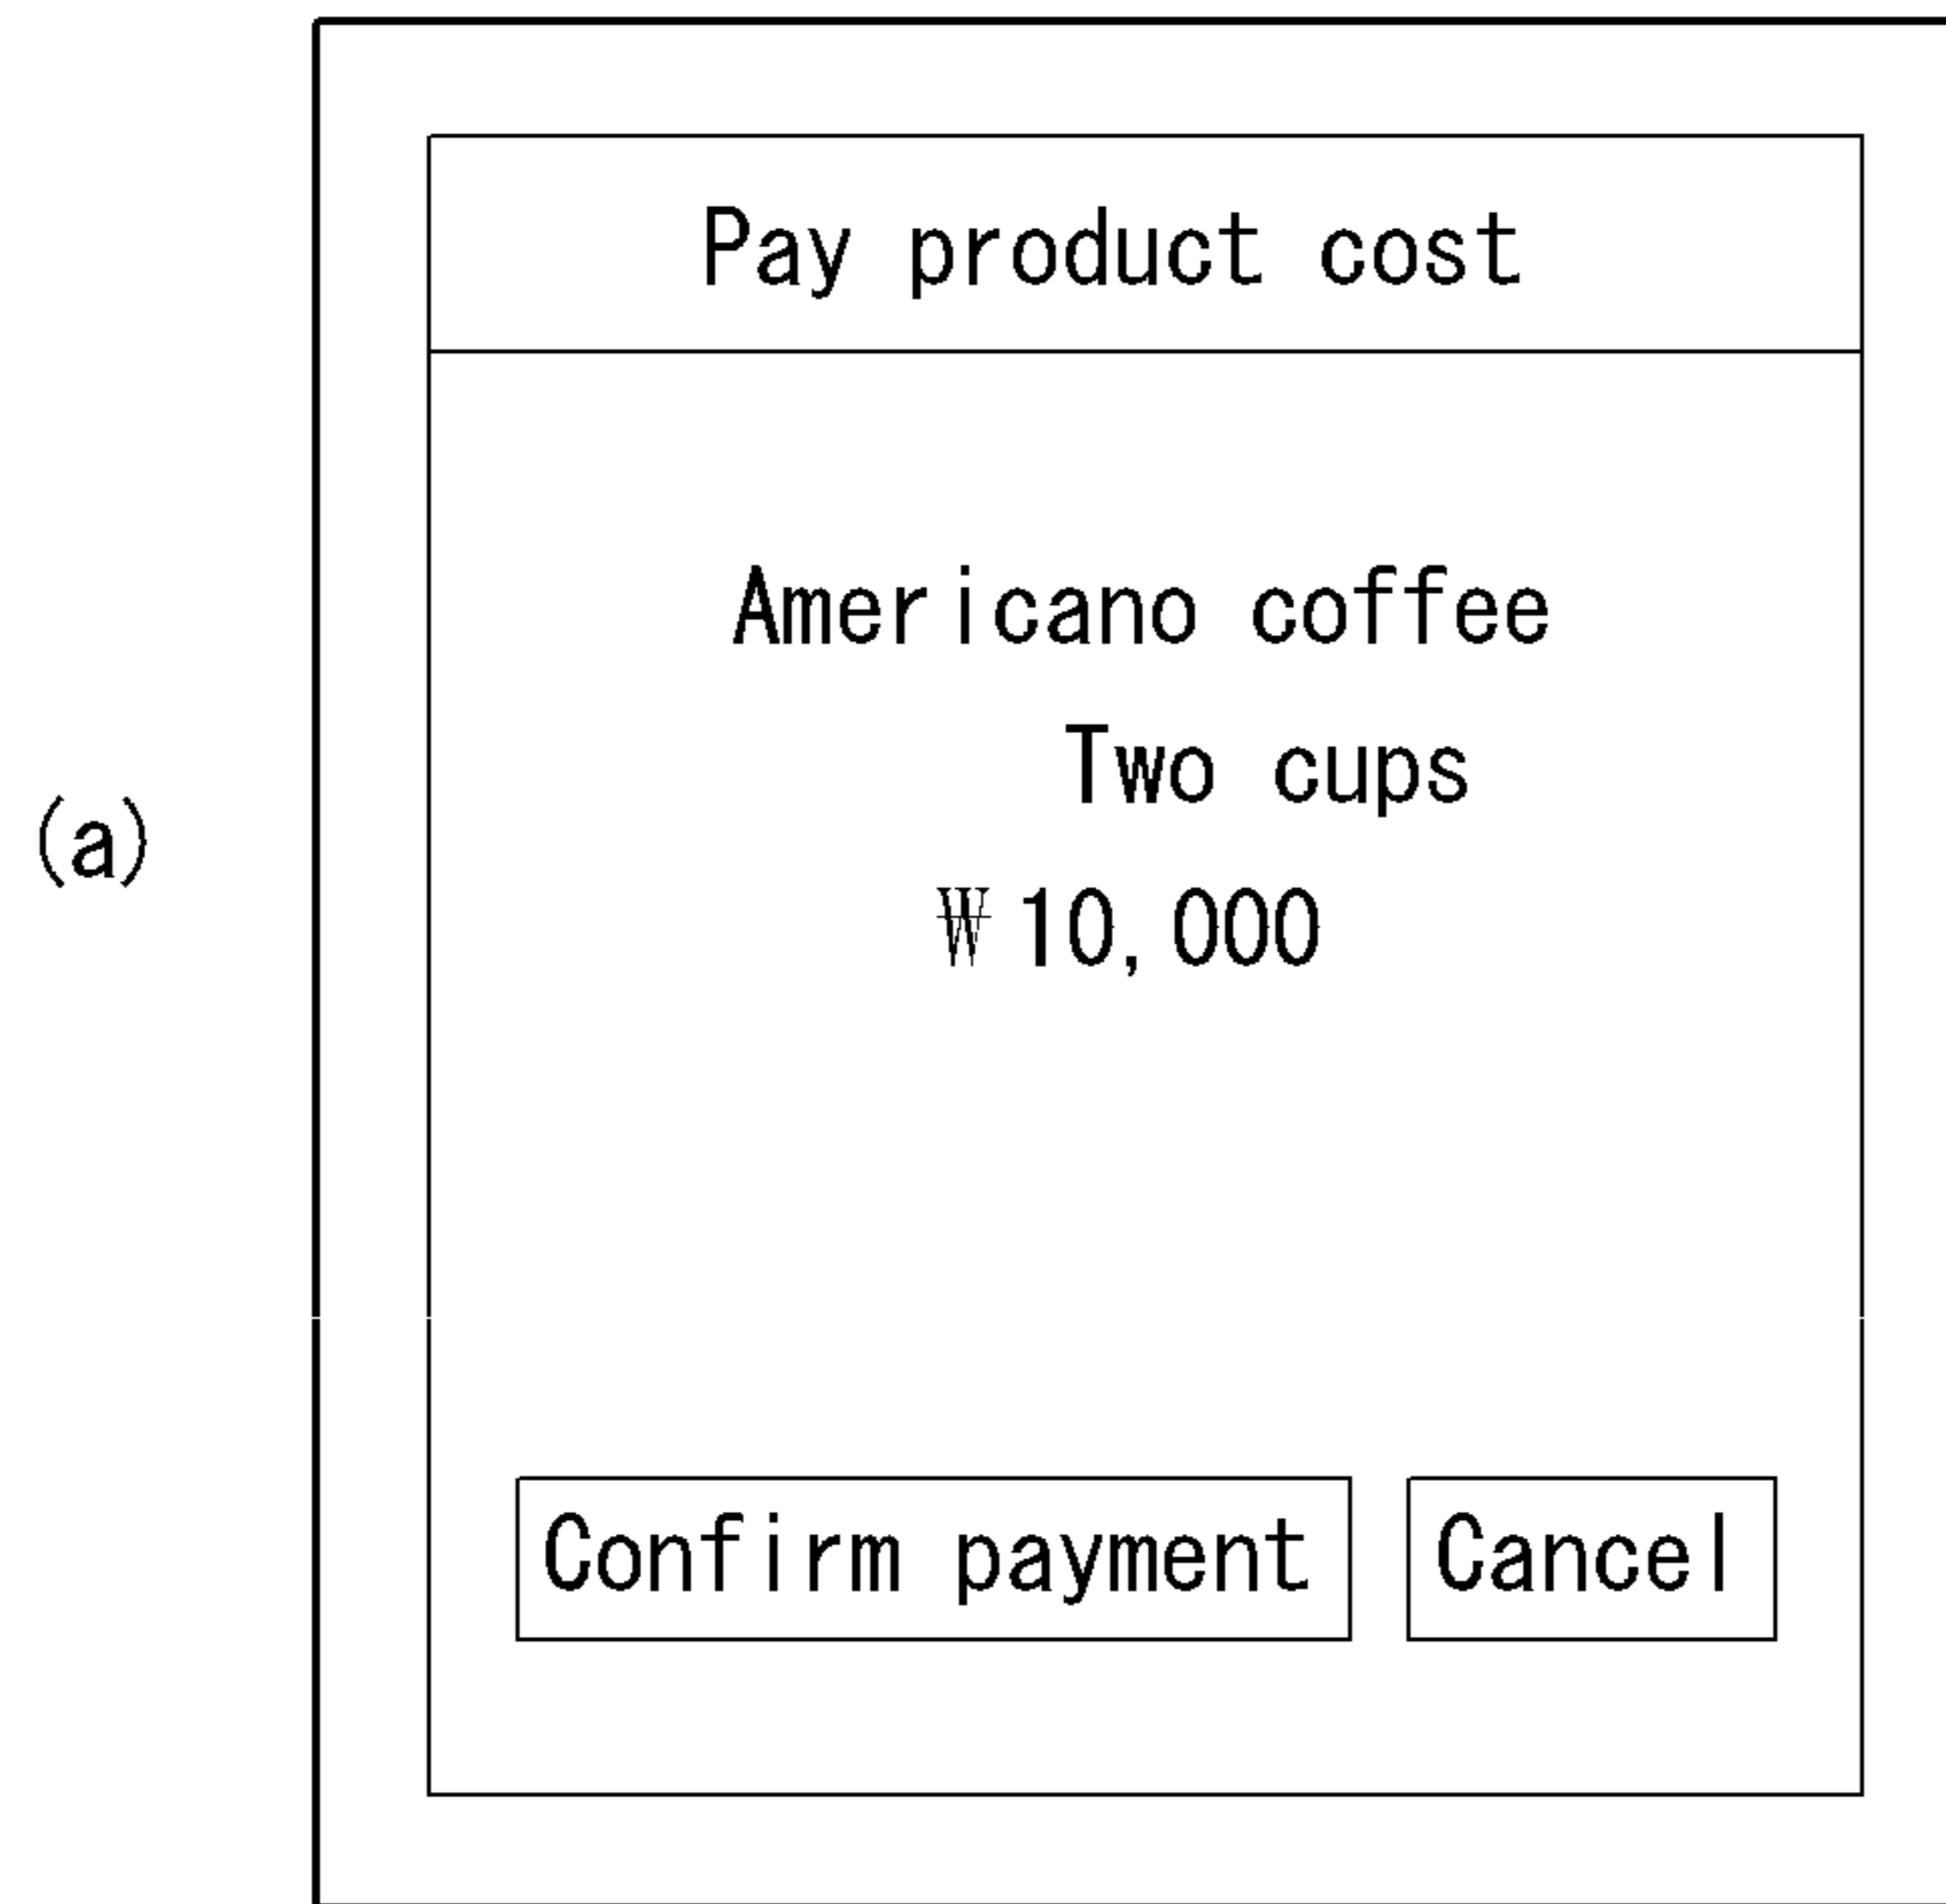 Pay product cost
Americano coffee
Two cups
(a)
₩10,000
Confirm payment
Cancel